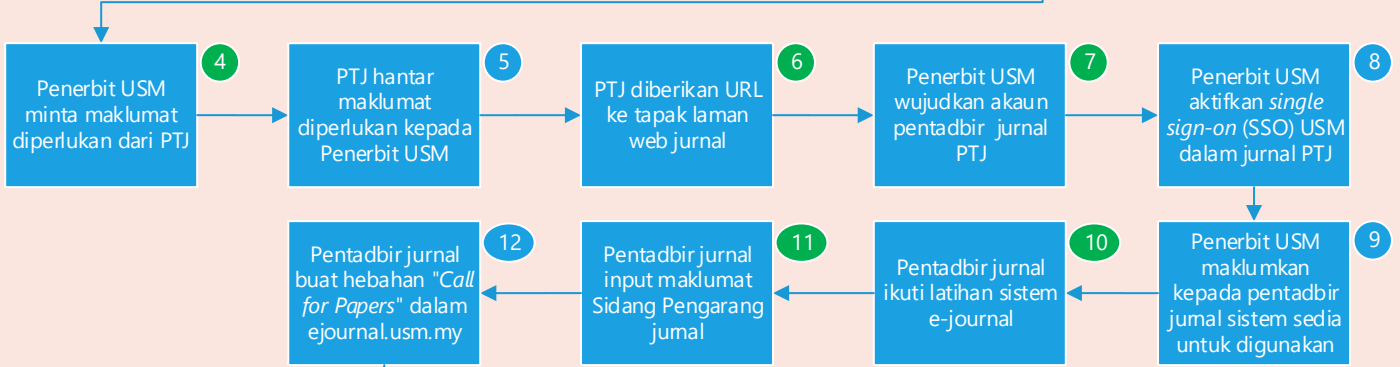 4
Penerbit USM
minta maklumat
diperlukan dari PTJ
5
PTJ hantar
maklumat
diperlukan kepada
Penerbit USM
6
PTJ diberikan URL
ke tapak laman
web jurnal
7
Penerbit USM
wujudkan akaun
pentadbir jurnal
PTJ
8
Penerbit USM
aktifkan single
sign-on (SSO) USM
dalam jurnal PTJ
9
Penerbit USM
maklumkan
kepada pentadbir
jurnal sistem sedia
untuk digunakan
10
Pentadbir jurnal
ikuti latihan sistem
e-journal
11
Pentadbir jurnal
input maklumat
Sidang Pengarang
jurnal
12
Pentadbir jurnal
buat hebahan "Call
for Papers" dalam
ejournal.usm.my